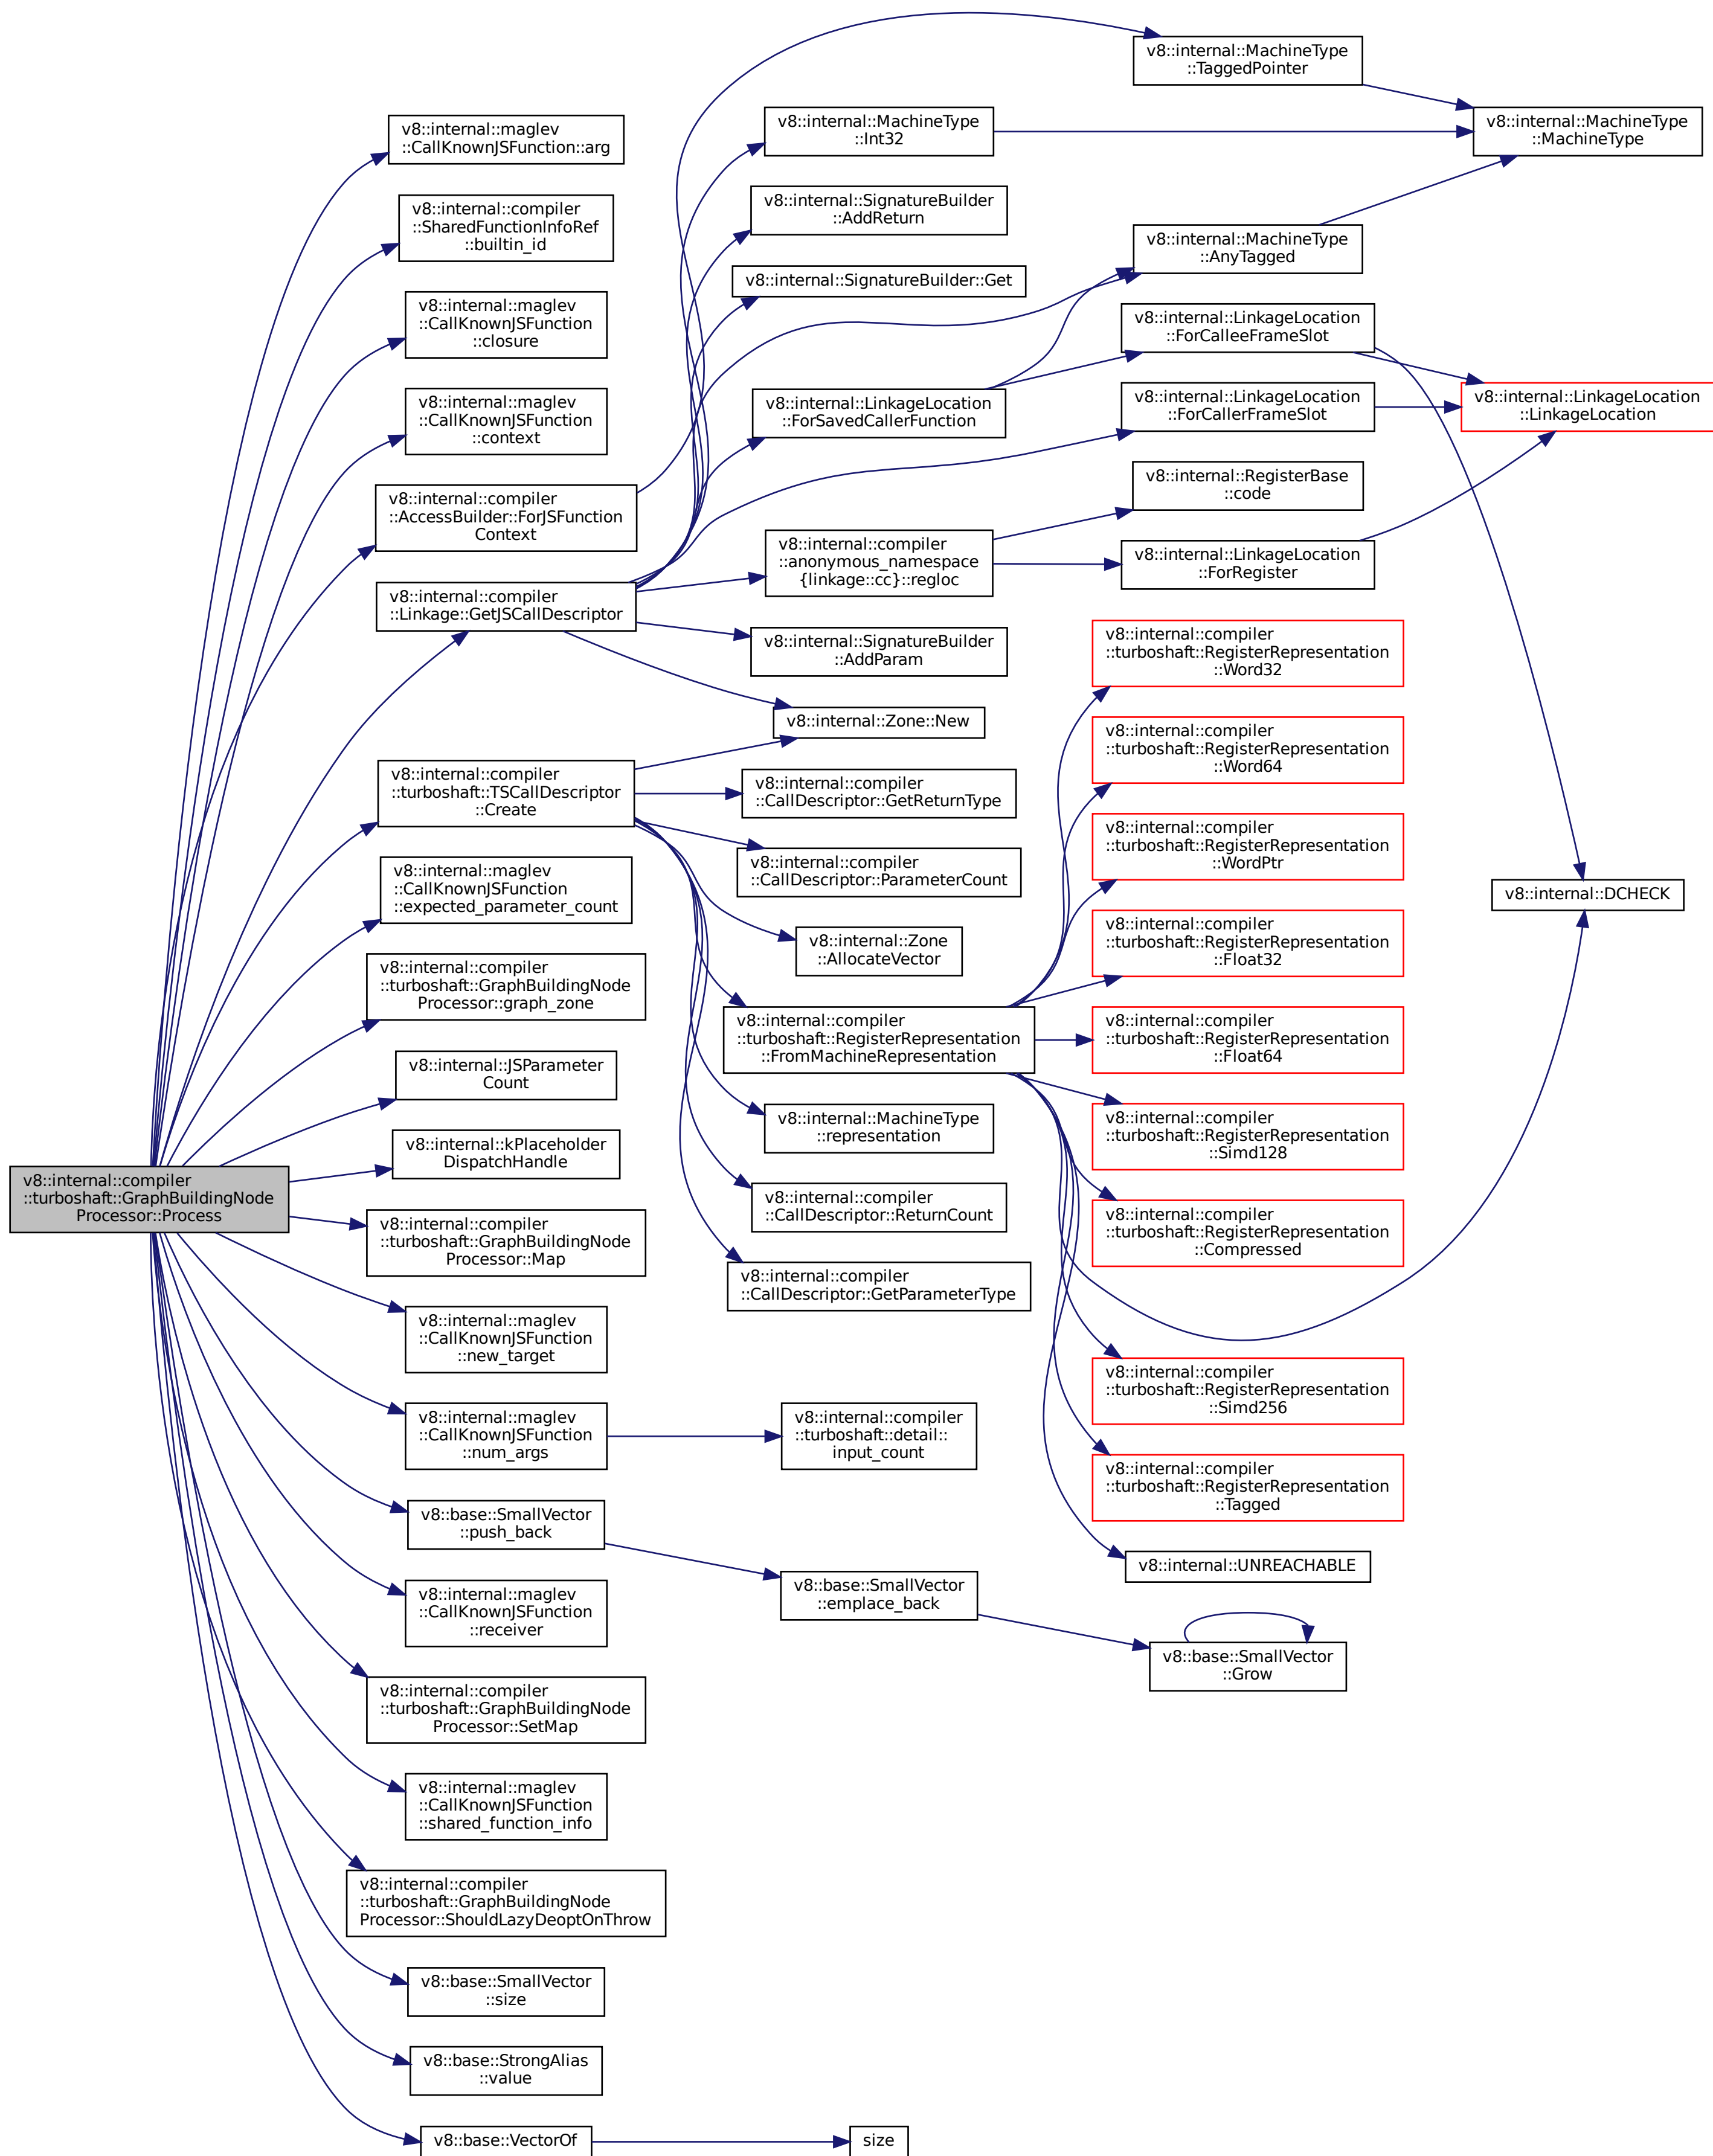 v8::internal::MachineType
::TaggedPointer
v8::internal::maglev
::CallKnownJSFunction::arg
v8::internal::MachineType
::Int32
v8::internal::MachineType
::MachineType
v8::internal::compiler
::SharedFunctionInfoRef
::builtin_id
v8::internal::SignatureBuilder
::AddReturn
v8::internal::MachineType
::AnyTagged
v8::internal::SignatureBuilder::Get
v8::internal::maglev
::CallKnownJSFunction
::closure
v8::internal::LinkageLocation
::ForCalleeFrameSlot
v8::internal::maglev
::CallKnownJSFunction
::context
v8::internal::LinkageLocation
::ForSavedCallerFunction
v8::internal::LinkageLocation
::ForCallerFrameSlot
v8::internal::LinkageLocation
::LinkageLocation
v8::internal::compiler
::AccessBuilder::ForJSFunction
Context
v8::internal::RegisterBase
::code
v8::internal::compiler
::anonymous_namespace
{linkage::cc}::regloc
v8::internal::LinkageLocation
::ForRegister
v8::internal::compiler
::Linkage::GetJSCallDescriptor
v8::internal::SignatureBuilder
::AddParam
v8::internal::compiler
::turboshaft::RegisterRepresentation
::Word32
v8::internal::Zone::New
v8::internal::compiler
::turboshaft::RegisterRepresentation
::Word64
v8::internal::compiler
::turboshaft::TSCallDescriptor
::Create
v8::internal::compiler
::CallDescriptor::GetReturnType
v8::internal::compiler
::turboshaft::RegisterRepresentation
::WordPtr
v8::internal::compiler
::CallDescriptor::ParameterCount
v8::internal::DCHECK
v8::internal::maglev
::CallKnownJSFunction
::expected_parameter_count
v8::internal::Zone
::AllocateVector
v8::internal::compiler
::turboshaft::RegisterRepresentation
::Float32
v8::internal::compiler
::turboshaft::GraphBuildingNode
Processor::graph_zone
v8::internal::compiler
::turboshaft::RegisterRepresentation
::FromMachineRepresentation
v8::internal::compiler
::turboshaft::RegisterRepresentation
::Float64
v8::internal::JSParameter
Count
v8::internal::MachineType
::representation
v8::internal::compiler
::turboshaft::RegisterRepresentation
::Simd128
v8::internal::kPlaceholder
DispatchHandle
v8::internal::compiler
::turboshaft::GraphBuildingNode
Processor::Process
v8::internal::compiler
::CallDescriptor::ReturnCount
v8::internal::compiler
::turboshaft::RegisterRepresentation
::Compressed
v8::internal::compiler
::turboshaft::GraphBuildingNode
Processor::Map
v8::internal::compiler
::CallDescriptor::GetParameterType
v8::internal::maglev
::CallKnownJSFunction
::new_target
v8::internal::compiler
::turboshaft::RegisterRepresentation
::Simd256
v8::internal::maglev
::CallKnownJSFunction
::num_args
v8::internal::compiler
::turboshaft::detail::
input_count
v8::internal::compiler
::turboshaft::RegisterRepresentation
::Tagged
v8::base::SmallVector
::push_back
v8::internal::UNREACHABLE
v8::base::SmallVector
::emplace_back
v8::internal::maglev
::CallKnownJSFunction
::receiver
v8::base::SmallVector
::Grow
v8::internal::compiler
::turboshaft::GraphBuildingNode
Processor::SetMap
v8::internal::maglev
::CallKnownJSFunction
::shared_function_info
v8::internal::compiler
::turboshaft::GraphBuildingNode
Processor::ShouldLazyDeoptOnThrow
v8::base::SmallVector
::size
v8::base::StrongAlias
::value
v8::base::VectorOf
size